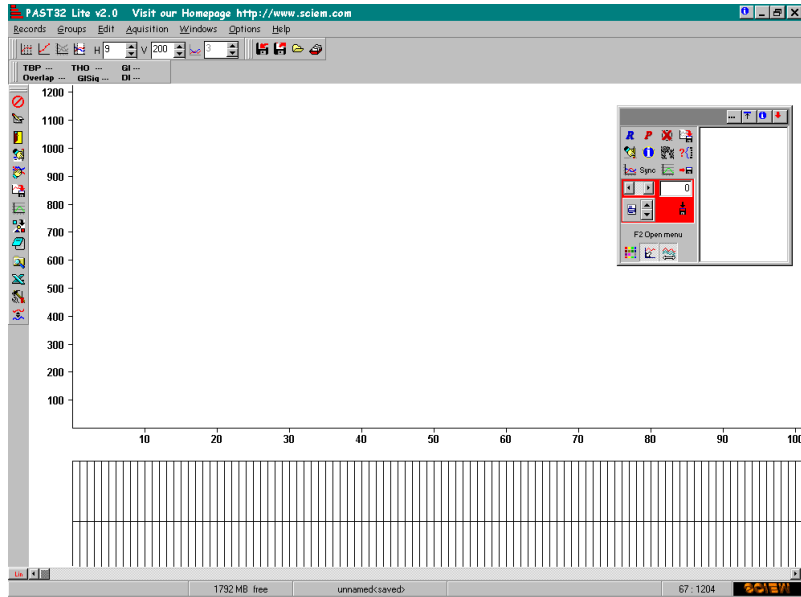 PAST32 Lite v2.0 Visit our Homepage http://www.sciem.com
Records Groups Edit Aquisition Windows Options Help
H 9 V 200 3
TBP --- THO --- GI ---
Overlap --- GlSig --- DI ---
1200
1100
1000
900
800
700
600
500
400
300
200
100
10 20 30 40 50 60 70 80 90 100
...
R P
?{}
Sync
0
F2 Open menu
Lin
1792 MB free unnamed<saved> 67 : 1204 SCIEM